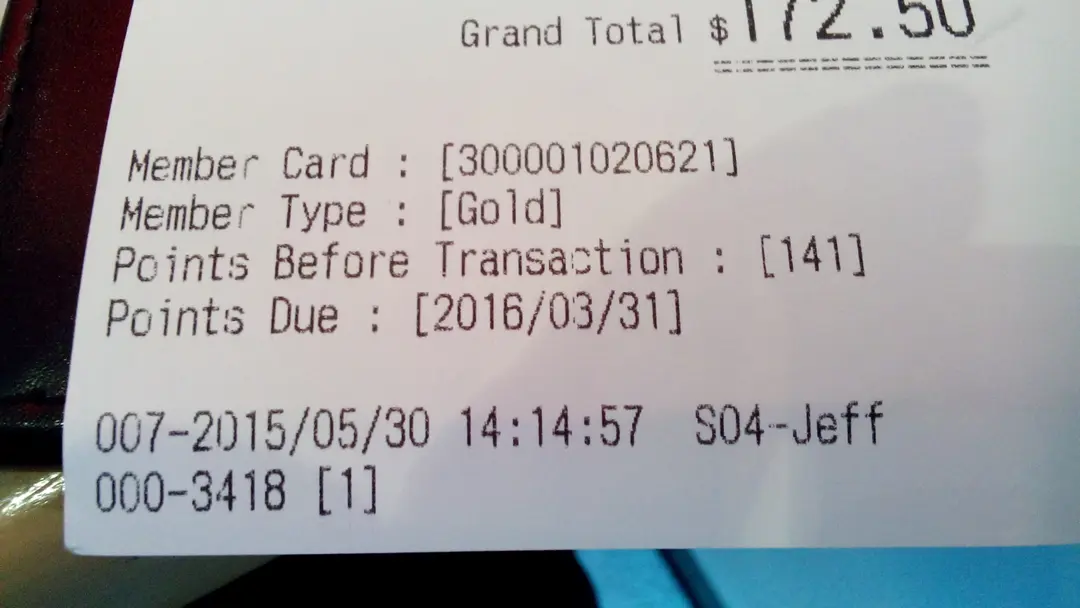 Grand Total $172.50
Member Card : [300001020621]
Member Type : [Gold]
Points Before Transaction : [141]
Points Due : [2016/03/31]
007-2015/05/30 14:14:57 S04-Jeff
000-3418 [1]